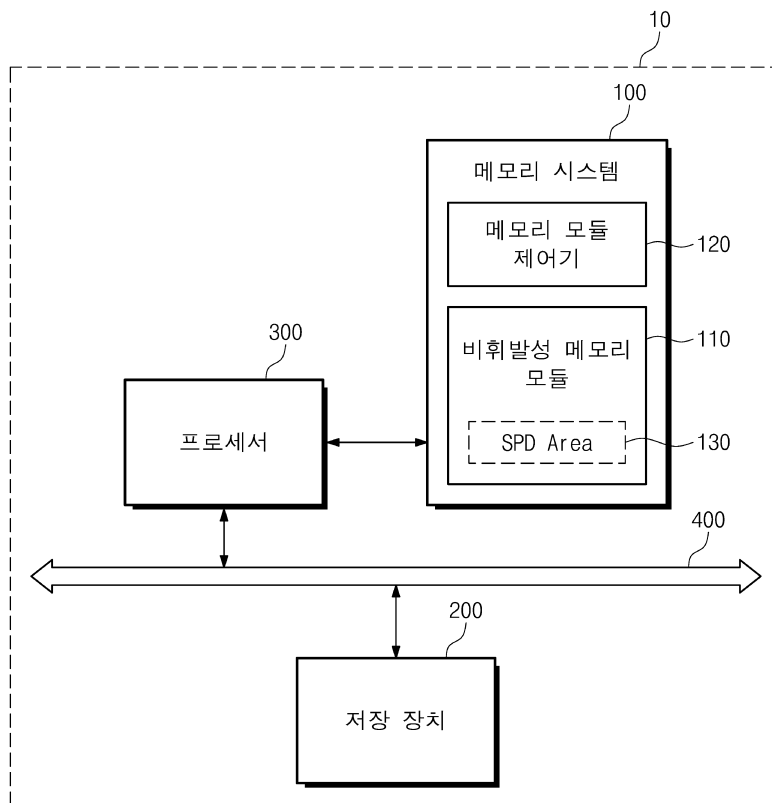 10
100
메모리 시스템
메모리 모듈
제어기
120
비휘발성 메모리
모듈
110
SPD Area
130
300
프로세서
400
200
저장 장치